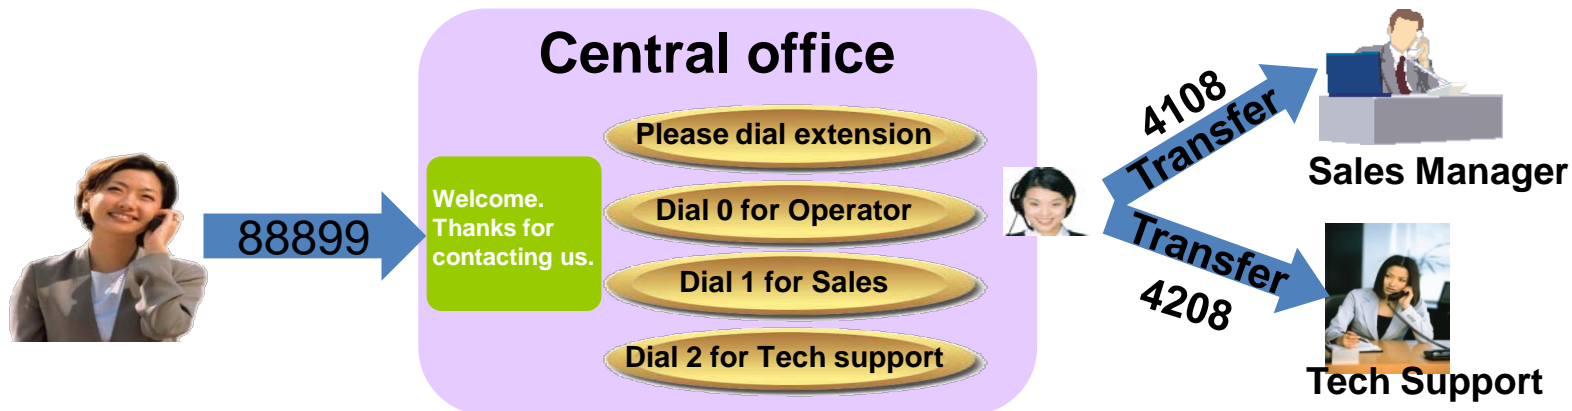 Central office
88899
Welcome.
Thanks for
contacting us.
Please dial extension
Dial 0 for Operator
Dial 1 for Sales
Dial 2 for Tech support
4108
Transfer
Sales Manager
Transfer
4208
Tech Support